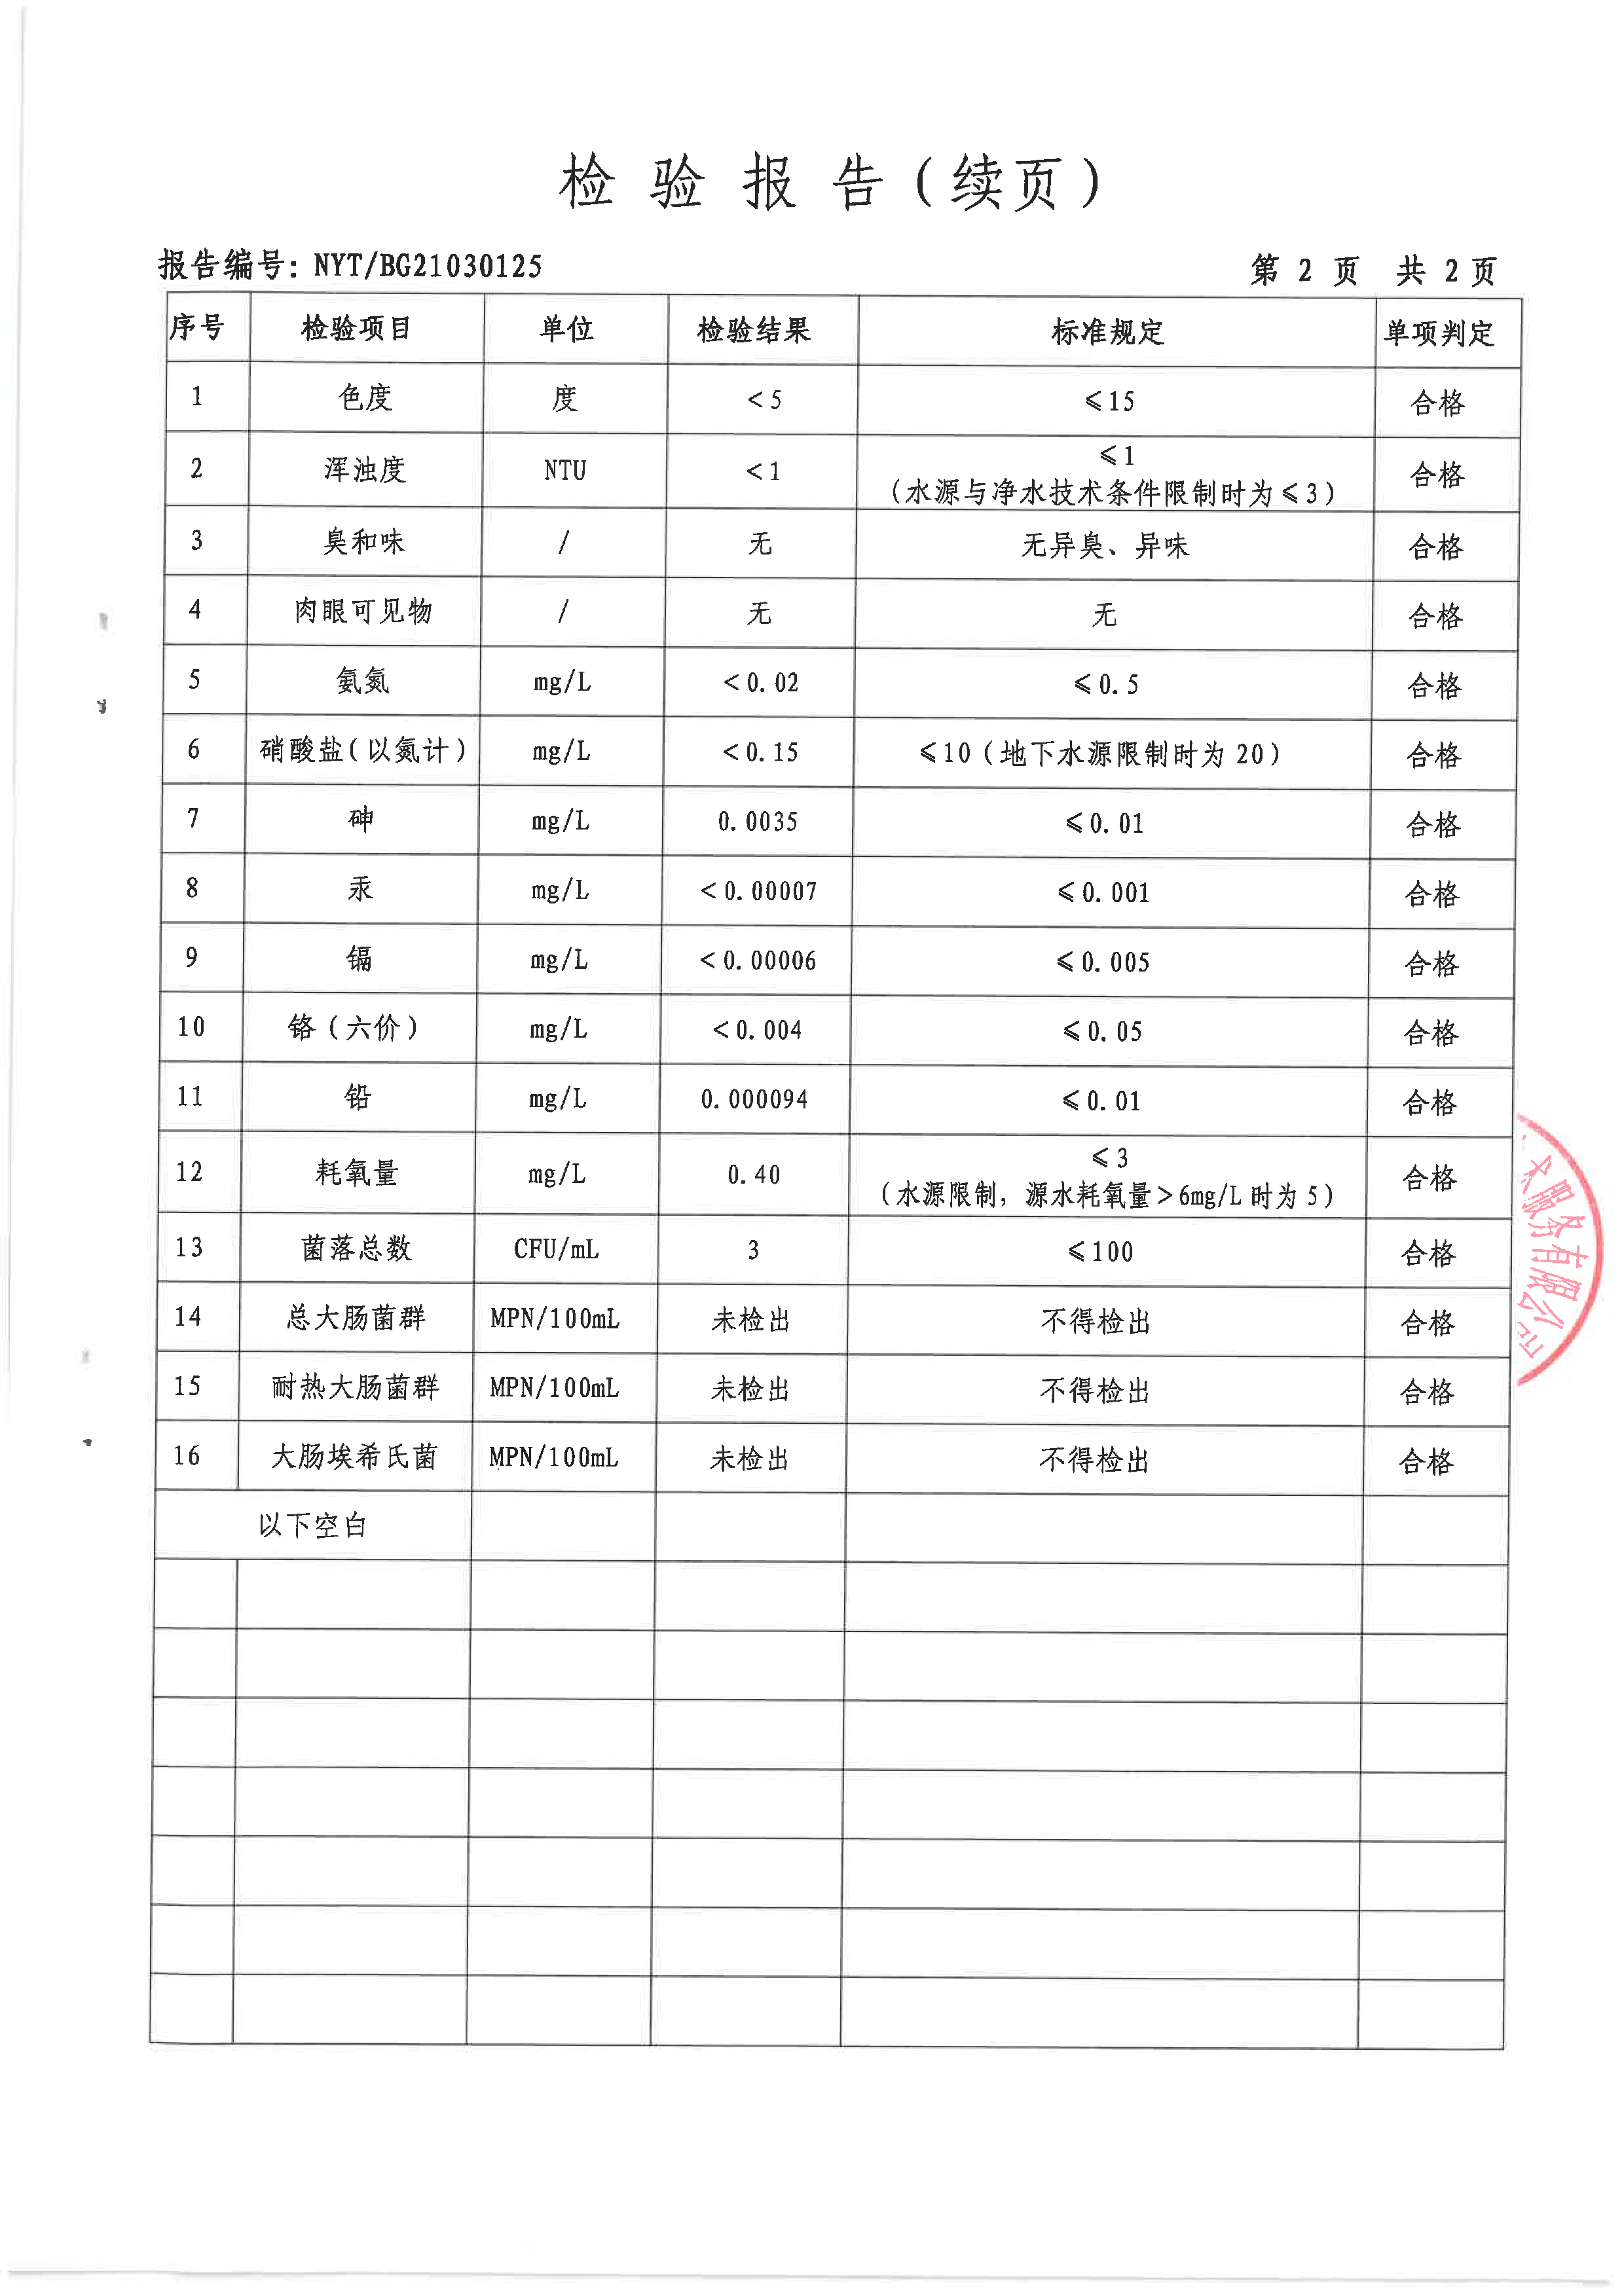 检验报告(续页)
报告编号: NYT/BG21030125 第 2 页 共 2 页
序号 检验项目 单位 检验结果 标准规定 单项判定
1 色度 度 <5 ≤15 合格
2 浑浊度 NTU <1 ≤1 (水源与净水技术条件限制时为≤3) 合格
3 臭和味 / 无 无异臭、异味 合格
4 肉眼可见物 / 无 无 合格
5 氨氮 mg/L <0.02 ≤0.5 合格
6 硝酸盐(以氮计) mg/L <0.15 ≤10(地下水源限制时为 20) 合格
7 砷 mg/L 0.0035 ≤0.01 合格
8 汞 mg/L <0.00007 ≤0.001 合格
9 镉 mg/L <0.00006 ≤0.005 合格
10 铬(六价) mg/L <0.004 ≤0.05 合格
11 铅 mg/L 0.000094 ≤0.01 合格
12 耗氧量 mg/L 0.40 ≤3 (水源限制，源水耗氧量>6mg/L 时为 5) 合格
13 菌落总数 CFU/mL 3 ≤100 合格
14 总大肠菌群 MPN/100mL 未检出 不得检出 合格
15 耐热大肠菌群 MPN/100mL 未检出 不得检出 合格
16 大肠埃希氏菌 MPN/100mL 未检出 不得检出 合格
以下空白
术服务有限公司